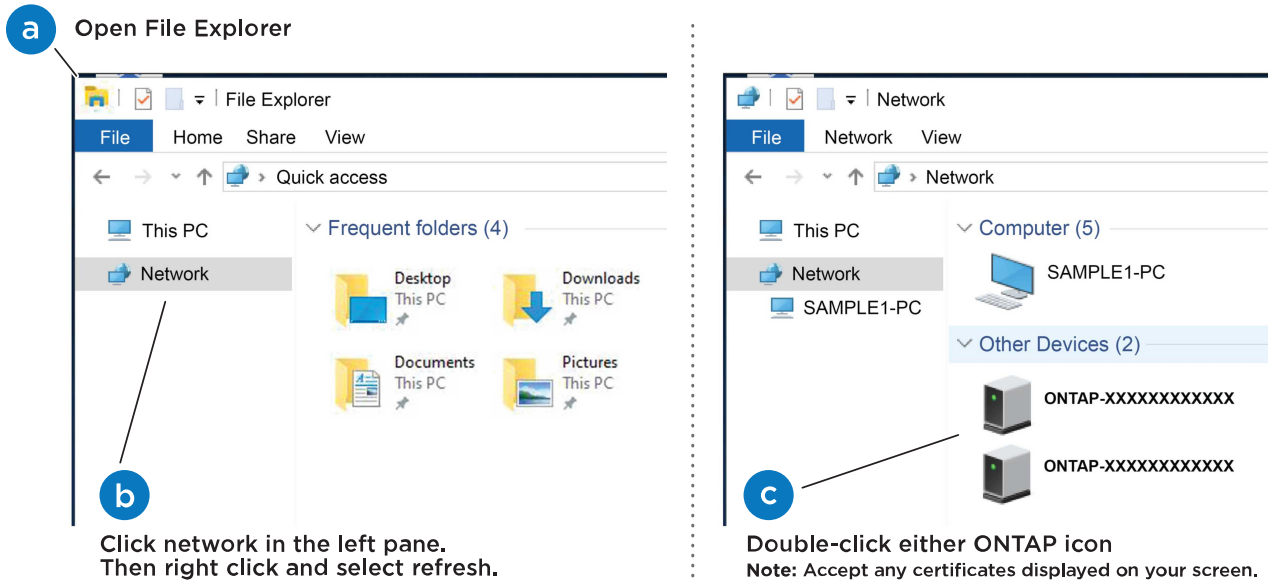 a
Open File Explorer
File Explorer
File Home Share View
Quick access
This PC
Network
Frequent folders (4)
Desktop
This PC
Downloads
This PC
Documents
This PC
Pictures
This PC
b
Click network in the left pane.
Then right click and select refresh.
Network
File Network View
Network
This PC
Network
SAMPLE1-PC
Computer (5)
SAMPLE1-PC
Other Devices (2)
ONTAP-XXXXXXXXXXXX
ONTAP-XXXXXXXXXXXX
c
Double-click either ONTAP icon
Note: Accept any certificates displayed on your screen.